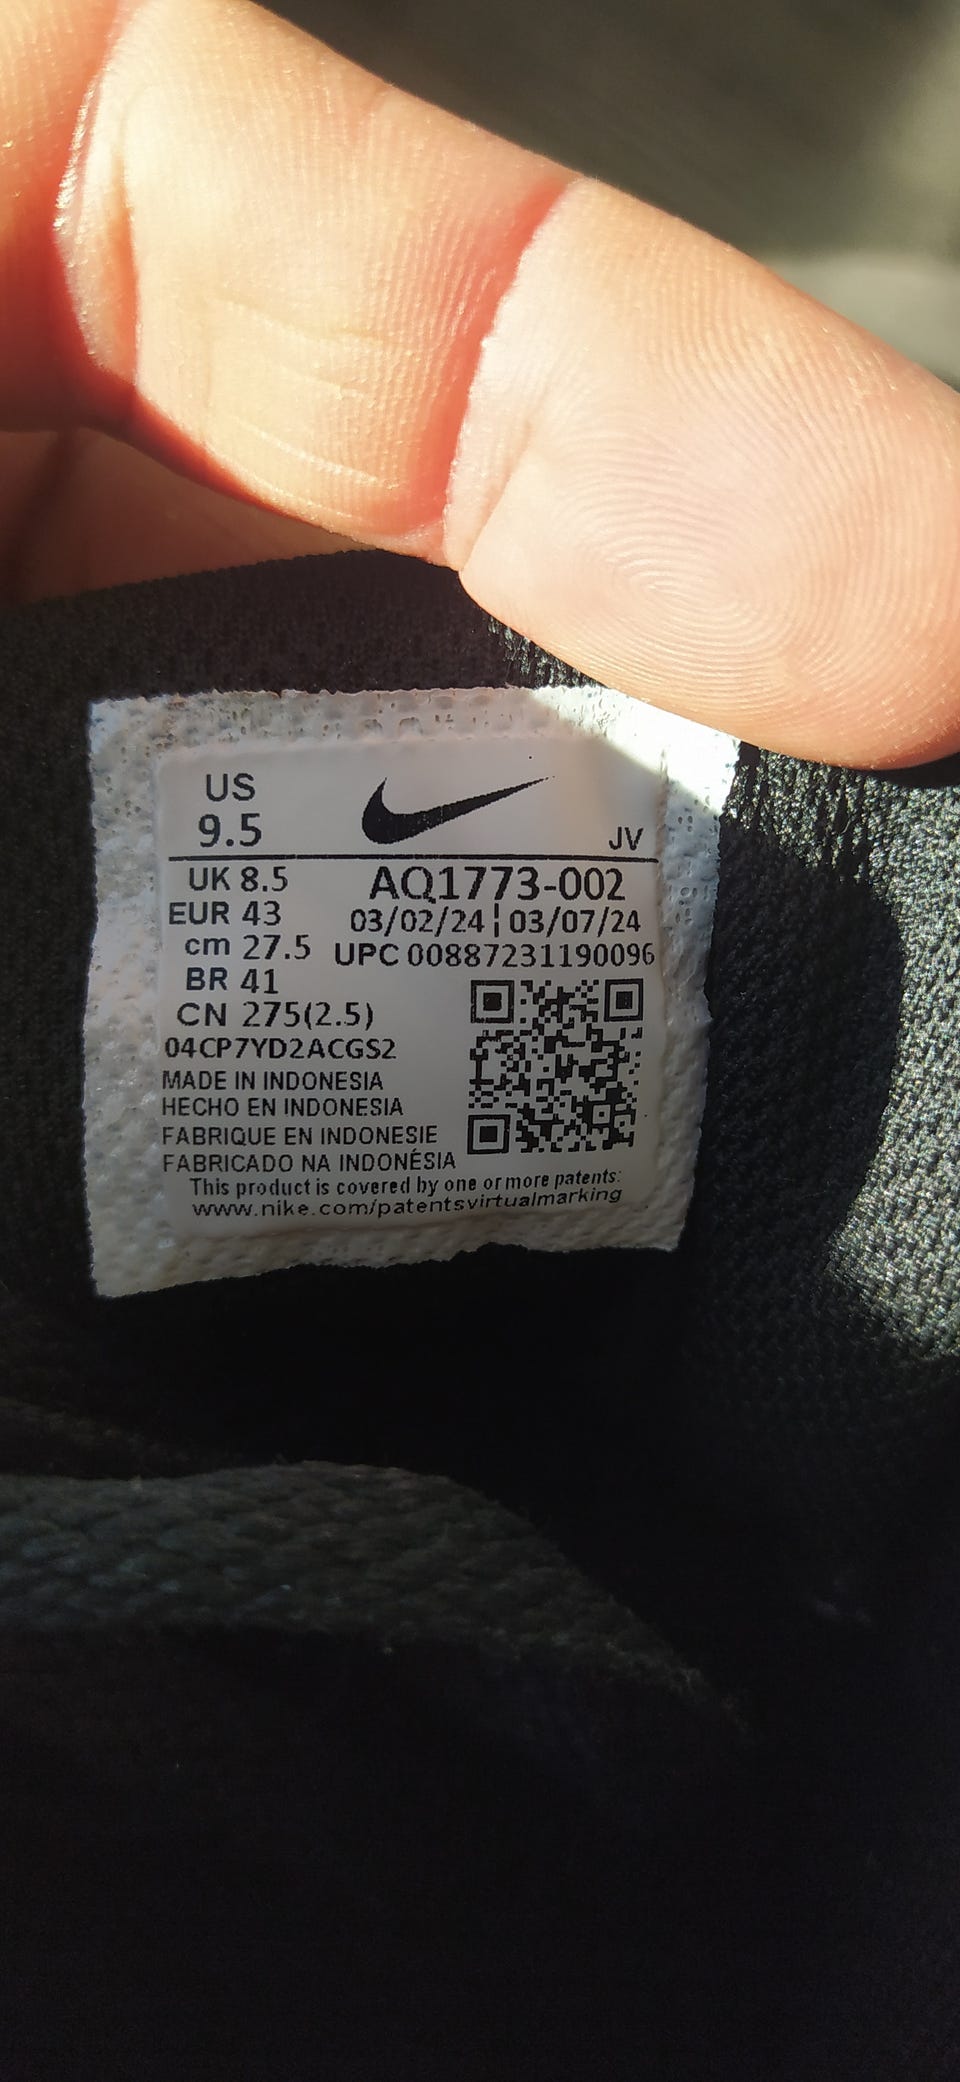 US
9.5
JV
UK 8.5
EUR 43
cm 27.5
BR 41
CN 275(2.5)
AQ1773-002
03/02/24 ¦ 03/07/24
UPC 00887231190096
04CP7YD2ACGS2
MADE IN INDONESIA
HECHO EN INDONESIA
FABRIQUE EN INDONESIE
FABRICADO NA INDONÉSIA
This product is covered by one or more patents:
www.nike.com/patentsvirtualmarking